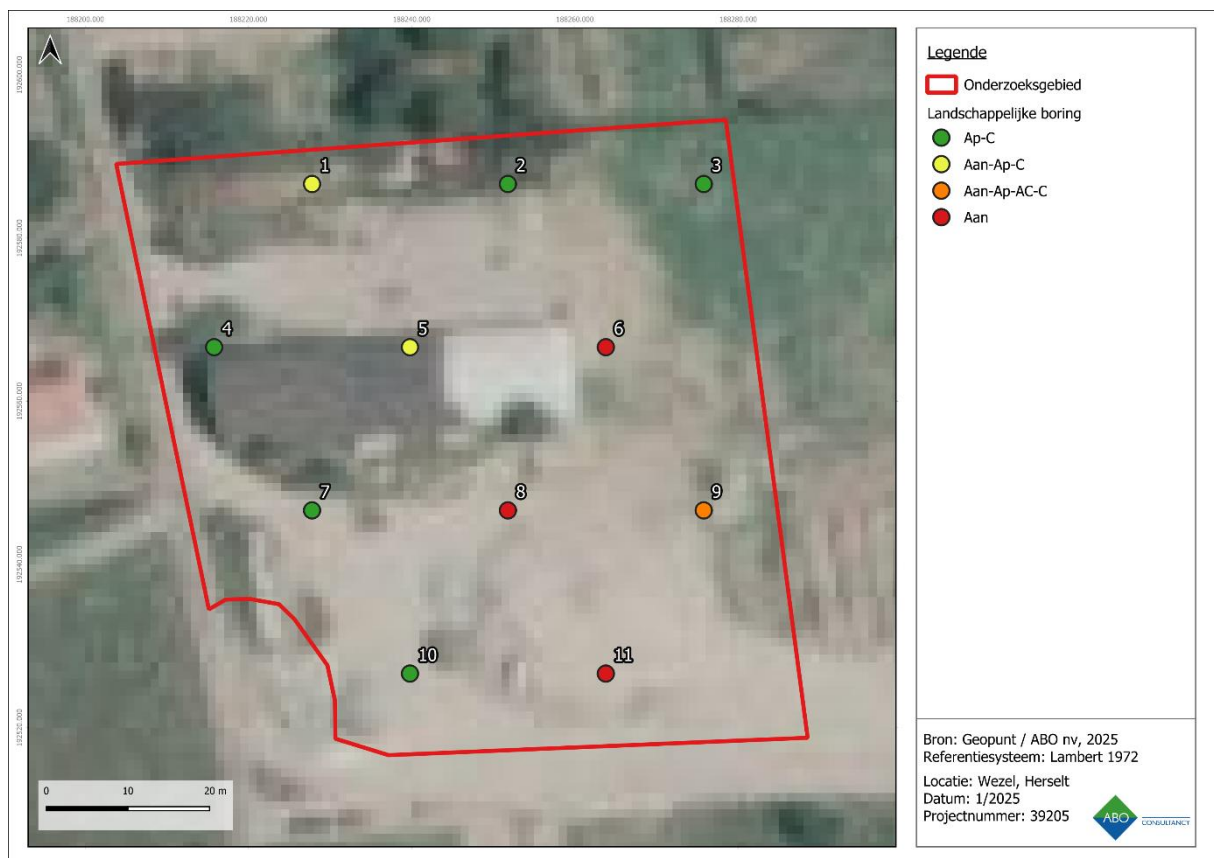 188200.000 188220.000 188240.000 188260.000 188280.000
192600.000
192580.000
192560.000
192540.000
192520.000
1 2 3
4 5 6
7 8 9
10 11
0 10 20 m
Legende
Onderzoeksgebied
Landschappelijke boring
Ap-C
Aan-Ap-C
Aan-Ap-AC-C
Aan
Bron: Geopunt / ABO nv, 2025
Referentiesysteem: Lambert 1972
Locatie: Wezel, Herselt
Datum: 1/2025
Projectnummer: 39205
ABO CONSULTANCY